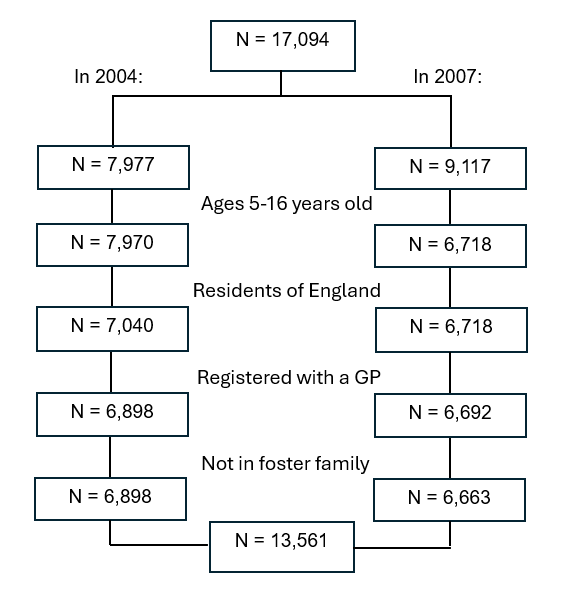 N = 17,094
In 2004:
In 2007:
N = 7,977
N = 9,117
Ages 5-16 years old
N = 7,970
N = 6,718
Residents of England
N = 7,040
N = 6,718
Registered with a GP
N = 6,898
N = 6,692
Not in foster family
N = 6,898
N = 6,663
N = 13,561